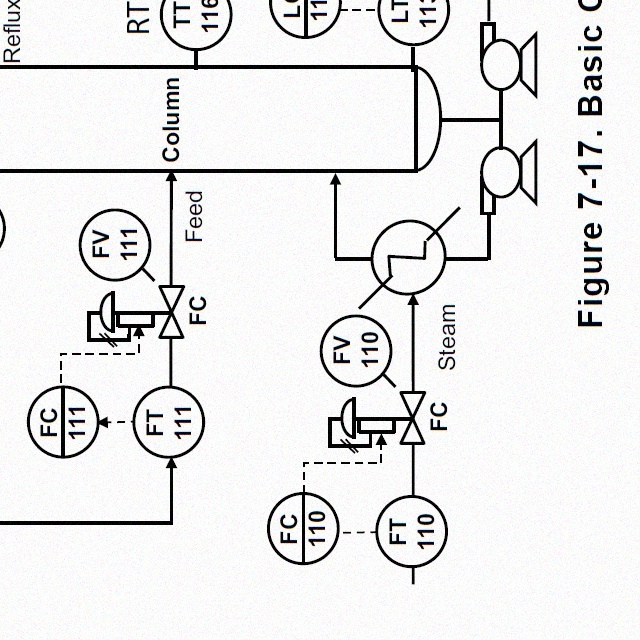 Reflux
FC
111
FV
111
RT
FT
111
Column
TT
116
Feed
FC
FC
110
LC
FV
110
FT
110
LT
113
FC
Steam
Figure 7-17. Basic